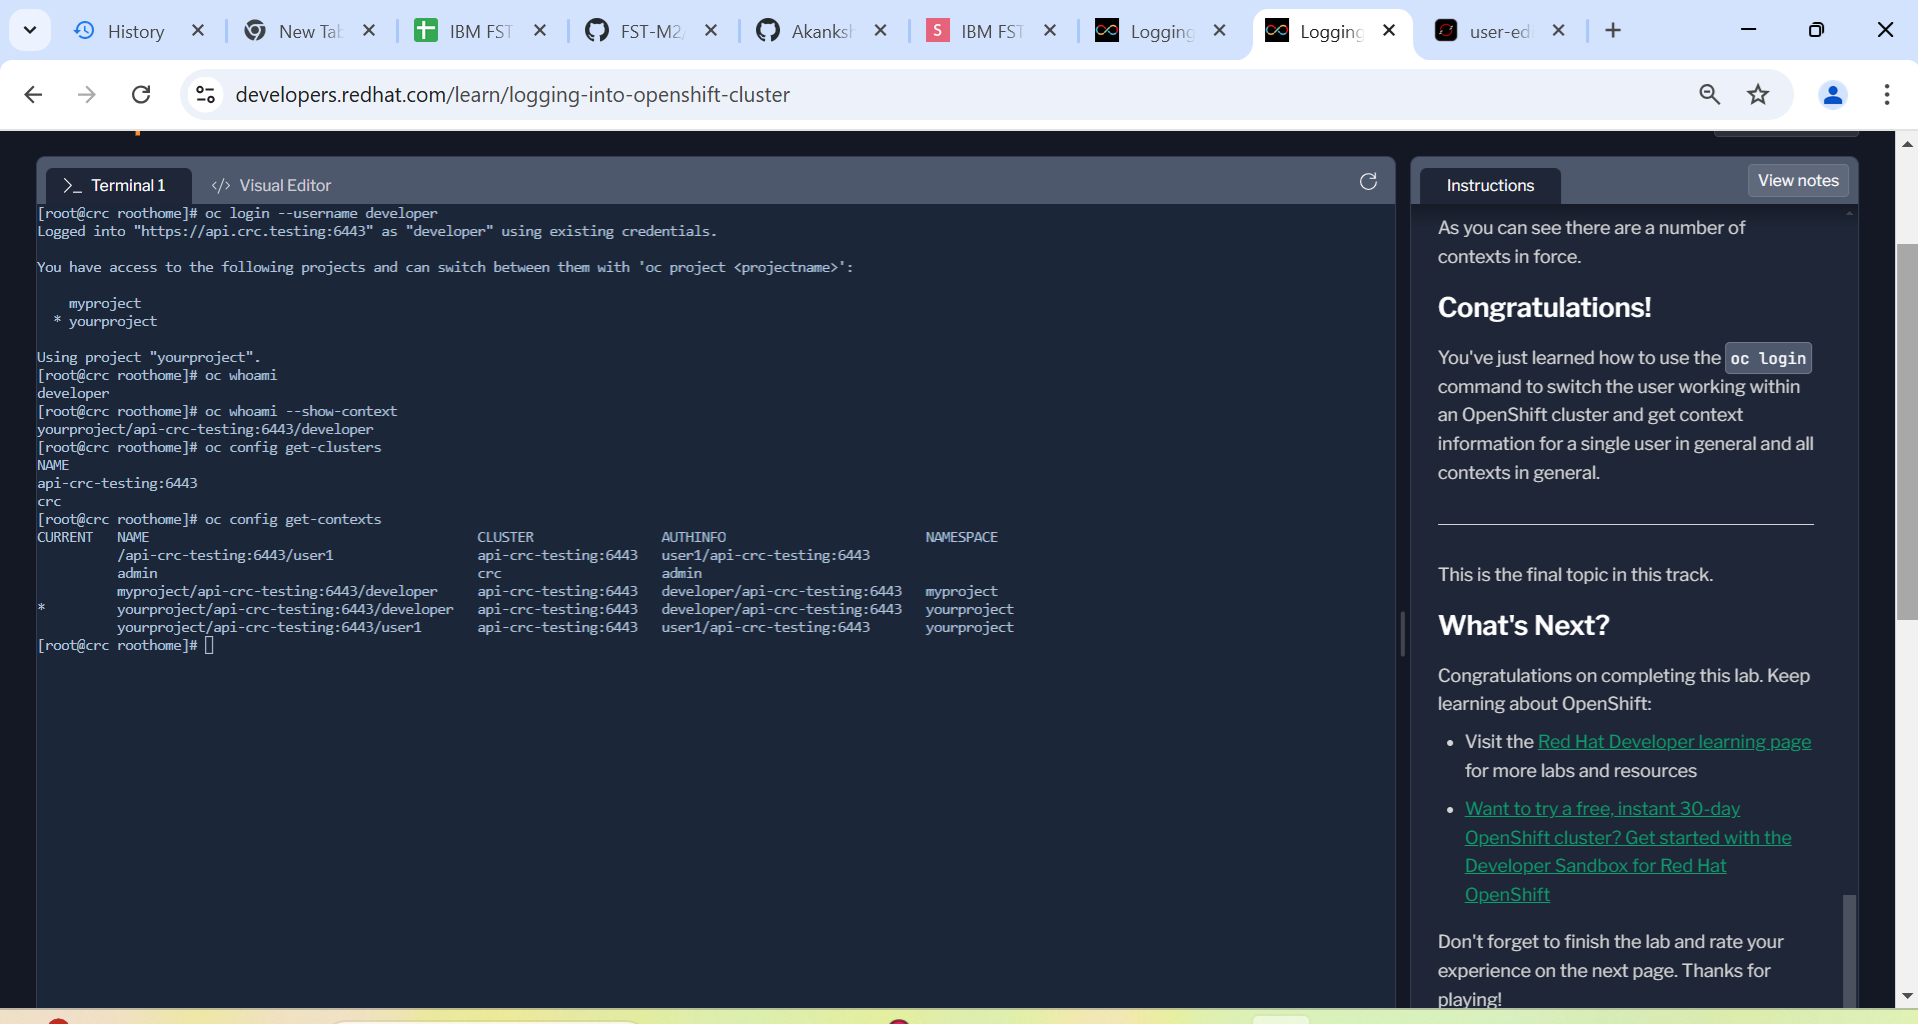 History
New Tab
IBM FST
FST-M2/
Akanksh
S
IBM FST
Logging
Logging
user-edi
developers.redhat.com/learn/logging-into-openshift-cluster
>_ Terminal 1
</> Visual Editor
[root@crc roothome]# oc login --username developer
Logged into "https://api.crc.testing:6443" as "developer" using existing credentials.
You have access to the following projects and can switch between them with 'oc project <projectname>':
myproject
* yourproject
Using project "yourproject".
[root@crc roothome]# oc whoami
developer
[root@crc roothome]# oc whoami --show-context
yourproject/api-crc-testing:6443/developer
[root@crc roothome]# oc config get-clusters
NAME
api-crc-testing:6443
crc
[root@crc roothome]# oc config get-contexts
CURRENT NAME CLUSTER AUTHINFO NAMESPACE
/api-crc-testing:6443/user1 api-crc-testing:6443 user1/api-crc-testing:6443
admin crc admin
myproject/api-crc-testing:6443/developer api-crc-testing:6443 developer/api-crc-testing:6443 myproject
* yourproject/api-crc-testing:6443/developer api-crc-testing:6443 developer/api-crc-testing:6443 yourproject
yourproject/api-crc-testing:6443/user1 api-crc-testing:6443 user1/api-crc-testing:6443 yourproject
[root@crc roothome]#
Instructions
View notes
As you can see there are a number of
contexts in force.
Congratulations!
You've just learned how to use the oc login
command to switch the user working within
an OpenShift cluster and get context
information for a single user in general and all
contexts in general.
This is the final topic in this track.
What's Next?
Congratulations on completing this lab. Keep
learning about OpenShift:
• Visit the Red Hat Developer learning page
for more labs and resources
• Want to try a free, instant 30-day
OpenShift cluster? Get started with the
Developer Sandbox for Red Hat
OpenShift
Don't forget to finish the lab and rate your
experience on the next page. Thanks for
playing!